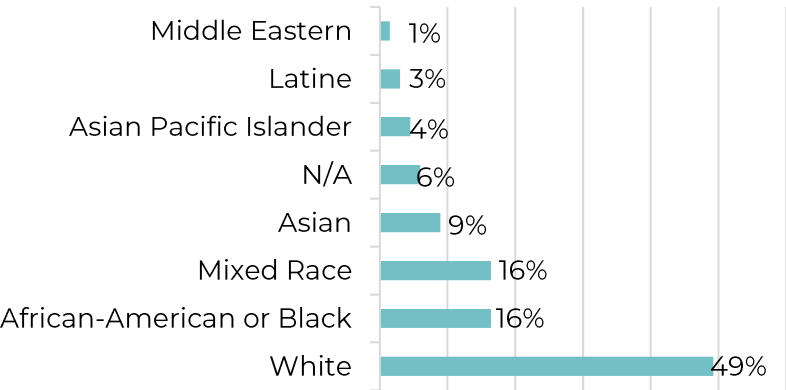 Middle Eastern 1%
Latine 3%
Asian Pacific Islander 4%
N/A 6%
Asian 9%
Mixed Race 16%
African-American or Black 16%
White 49%